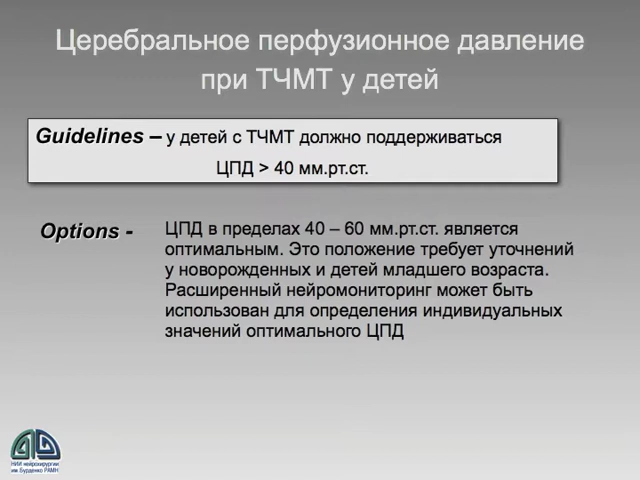 Церебральное перфузионное давление
при ТЧМТ у детей
Guidelines – у детей с ТЧМТ должно поддерживаться
ЦПД > 40 мм.рт.ст.
Options - ЦПД в пределах 40 – 60 мм.рт.ст. является
оптимальным. Это положение требует уточнений
у новорожденных и детей младшего возраста.
Расширенный нейромониторинг может быть
использован для определения индивидуальных
значений оптимального ЦПД
НИИ нейрохирургии
им Бурденко РАМН